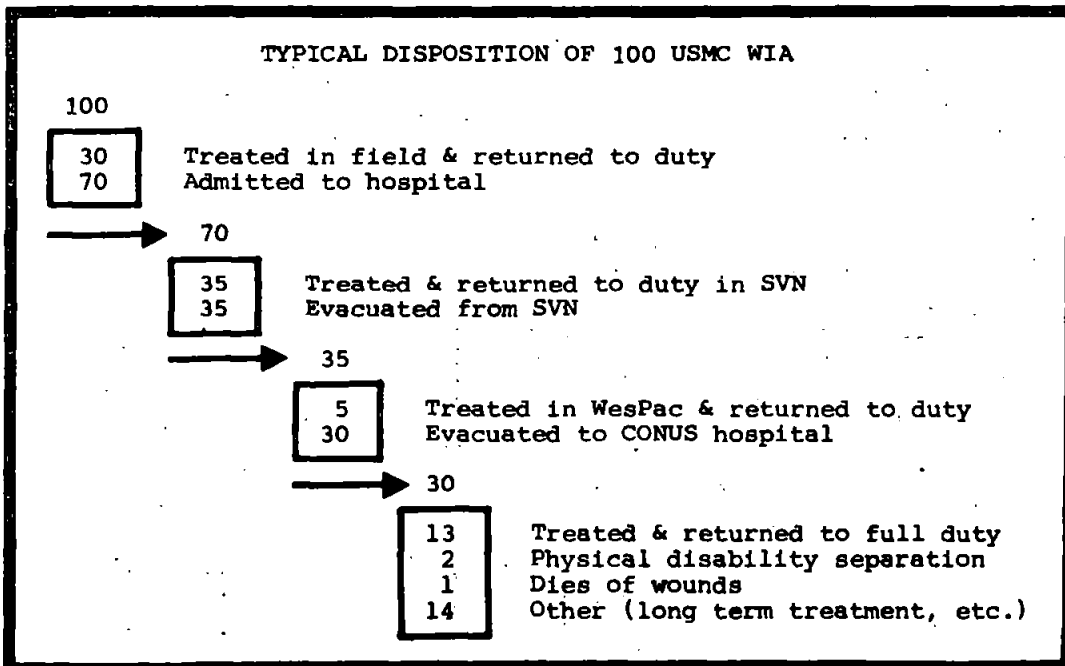 TYPICAL DISPOSITION OF 100 USMC WIA
100
30 Treated in field & returned to duty
70 Admitted to hospital
70
35 Treated & returned to duty in SVN
35 Evacuated from SVN
35
5 Treated in WesPac & returned to duty
30 Evacuated to CONUS hospital
30
13 Treated & returned to full duty
2 Physical disability separation
1 Dies of wounds
14 Other (long term treatment, etc.)